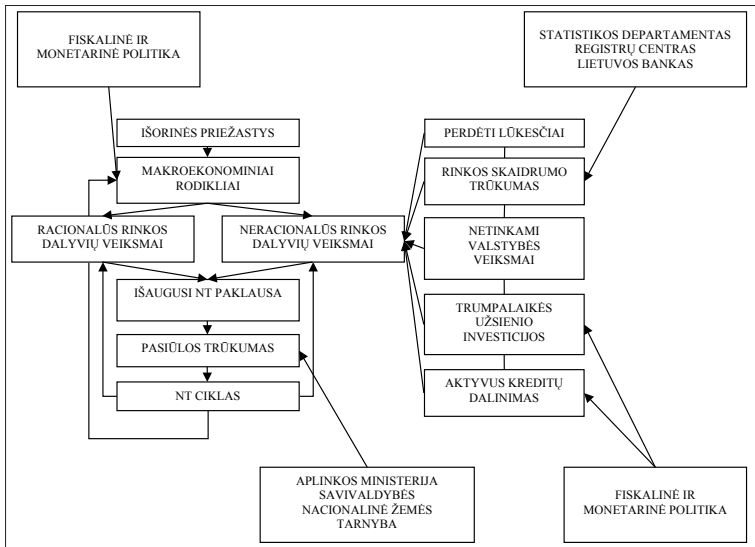 FISKALINĖ IR
MONETARINĖ POLITIKA
STATISTIKOS DEPARTAMENTAS
REGISTRŲ CENTRAS
LIETUVOS BANKAS
IŠORINĖS PRIEŽASTYS
MAKROEKONOMINIAI
RODIKLIAI
RACIONALŪS RINKOS
DALYVIŲ VEIKSMAI
NERACIONALŪS RINKOS
DALYVIŲ VEIKSMAI
IŠAUGUSI NT PAKLAUSA
PASIŪLOS TRŪKUMAS
NT CIKLAS
PERDĖTI LŪKESČIAI
RINKOS SKAIDRUMO
TRŪKUMAS
NETINKAMI
VALSTYBĖS
VEIKSMAI
TRUMPALAIKĖS
UŽSIENIO
INVESTICIJOS
AKTYVUS KREDITŲ
DALINIMAS
APLINKOS MINISTERIJA
SAVIVALDYBĖS
NACIONALINĖ ŽEMĖS
TARNYBA
FISKALINĖ IR
MONETARINĖ POLITIKA